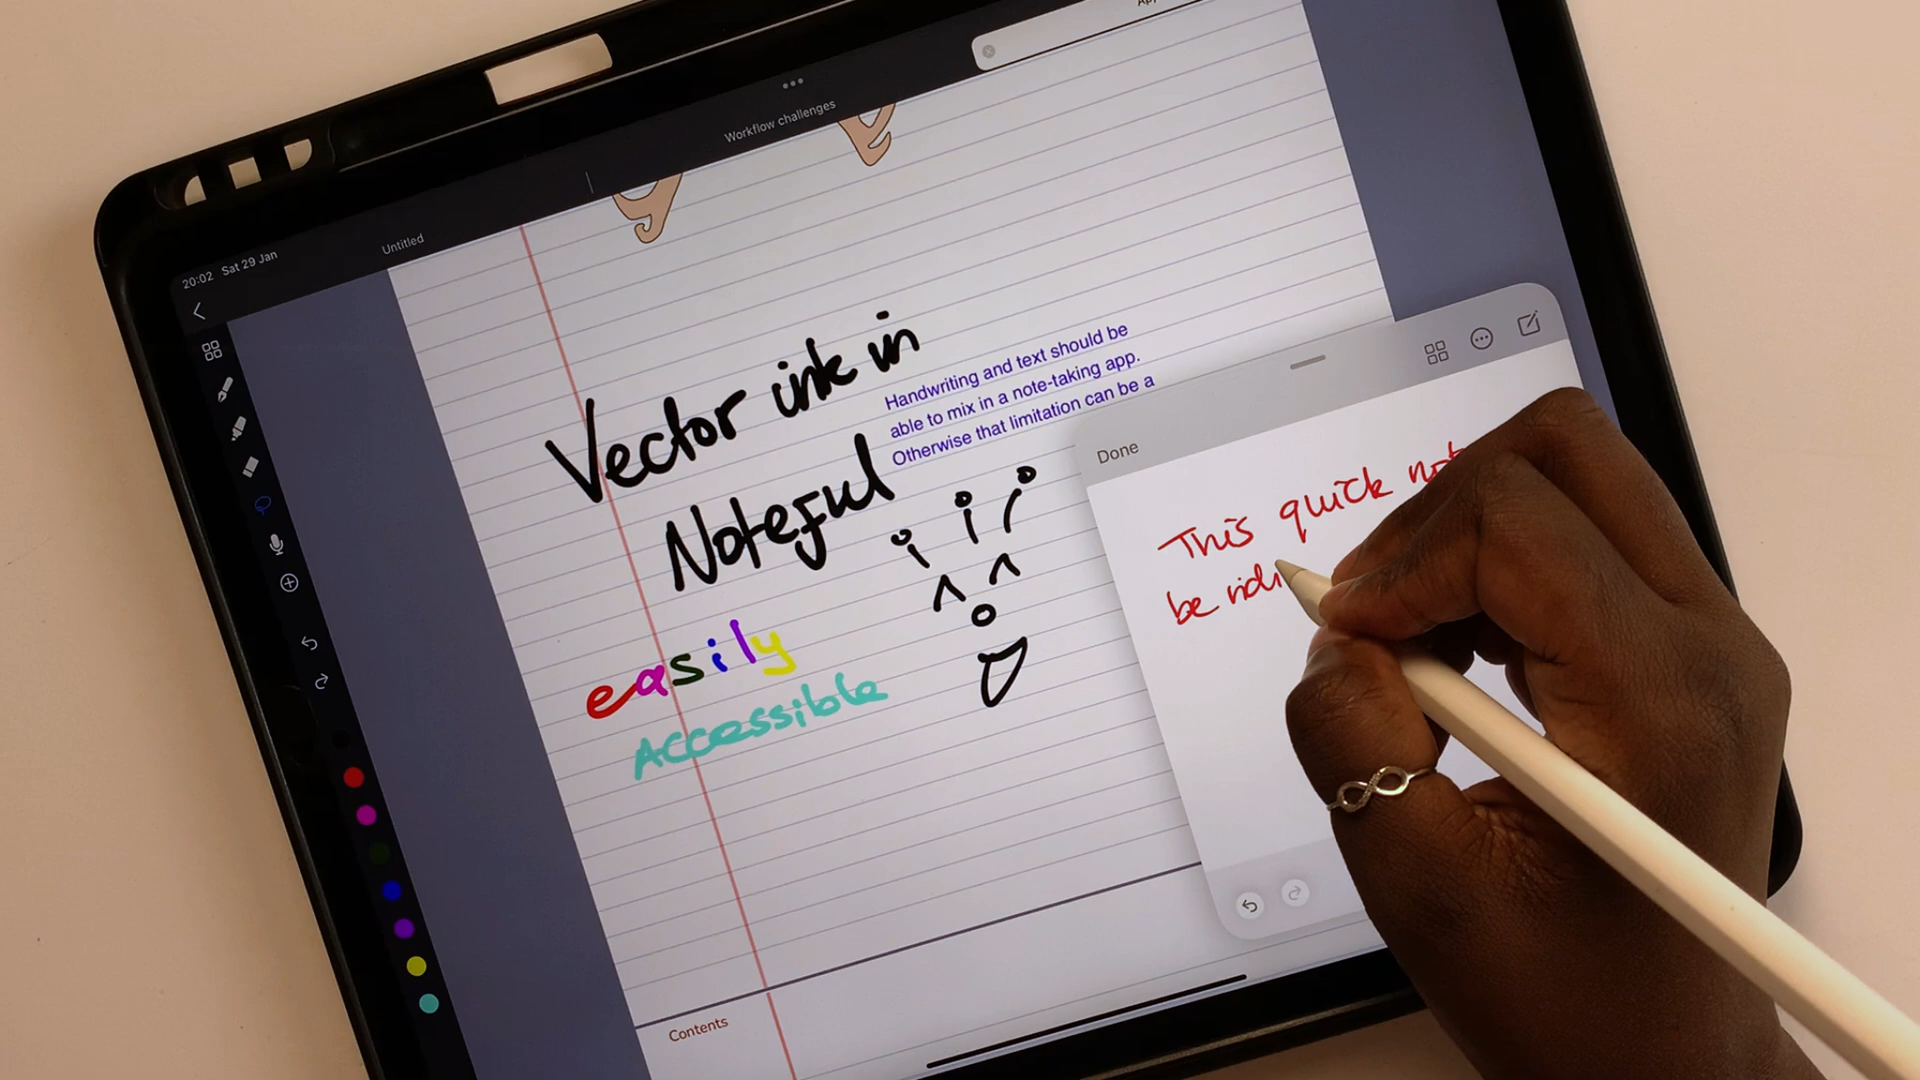 20:02 Sat 29 Jan
Untitled
Workflow challenges
Vector ink in
Noteful
Handwriting and text should be
able to mix in a note-taking app.
Otherwise that limitation can be a
easily
Accessible
Done
This quick
be
Contents